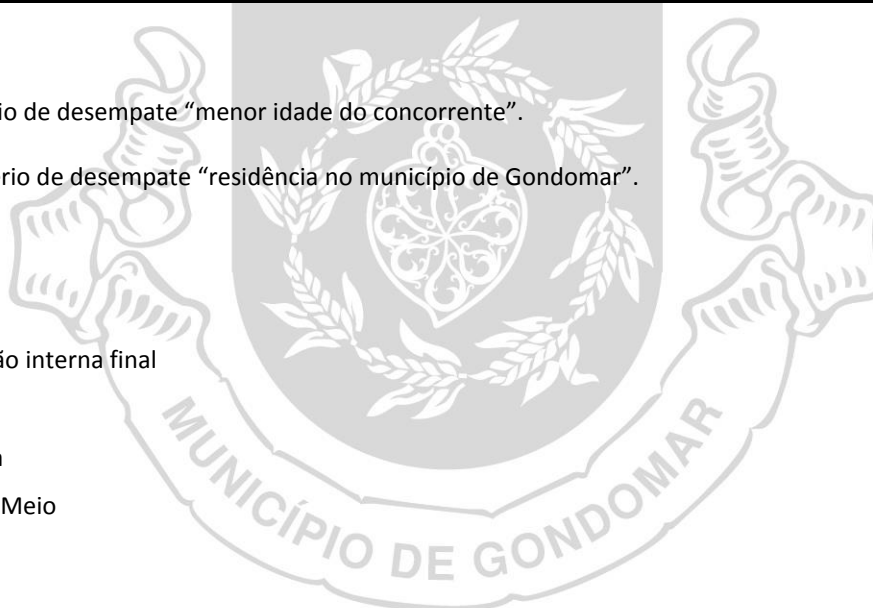 io de desempate “menor idade do concorrente”.
ério de desempate “residência no município de Gondomar”.
ão interna final
a
Meio
MUNICÍPIO DE GONDOMAR